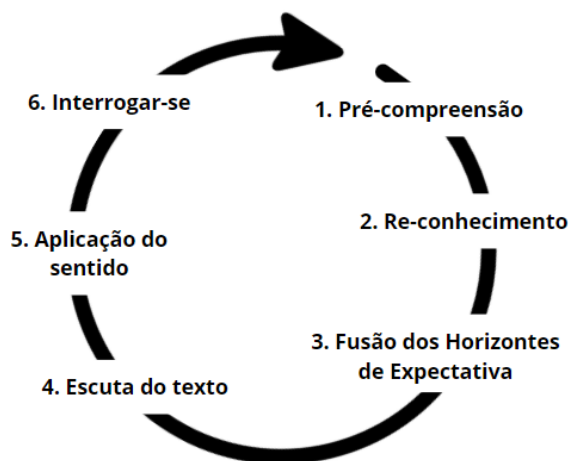 1. Pré-compreensão
2. Re-conhecimento
3. Fusão dos Horizontes
de Expectativa
4. Escuta do texto
5. Aplicação do
sentido
6. Interrogar-se